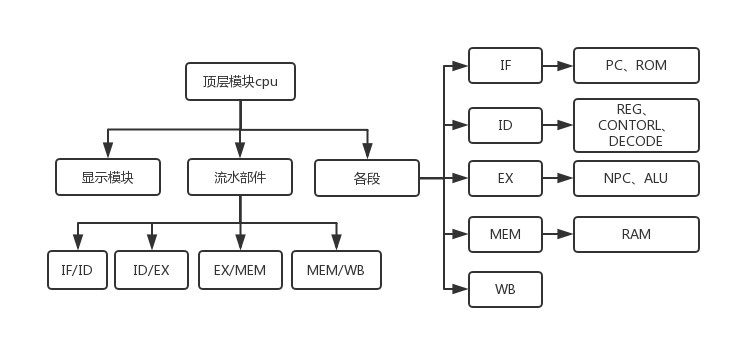 顶层模块cpu
显示模块
流水部件
各段
IF/ID
ID/EX
EX/MEM
MEM/WB
IF
PC、ROM
ID
REG、
CONTORL、
DECODE
EX
NPC、ALU
MEM
RAM
WB